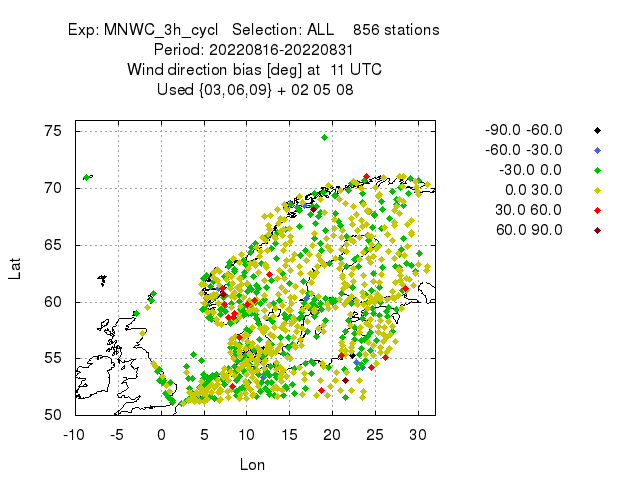 Exp: MNWC_3h_cycl   Selection: ALL    856 stations
Period: 20220816-20220831
Wind direction bias [deg] at  11 UTC
Used {03,06,09} + 02 05 08
-90.0 -60.0
-60.0 -30.0
-30.0 0.0
0.0 30.0
30.0 60.0
60.0 90.0
75
70
65
60
55
50
Lat
-10 -5 0 5 10 15 20 25 30
Lon